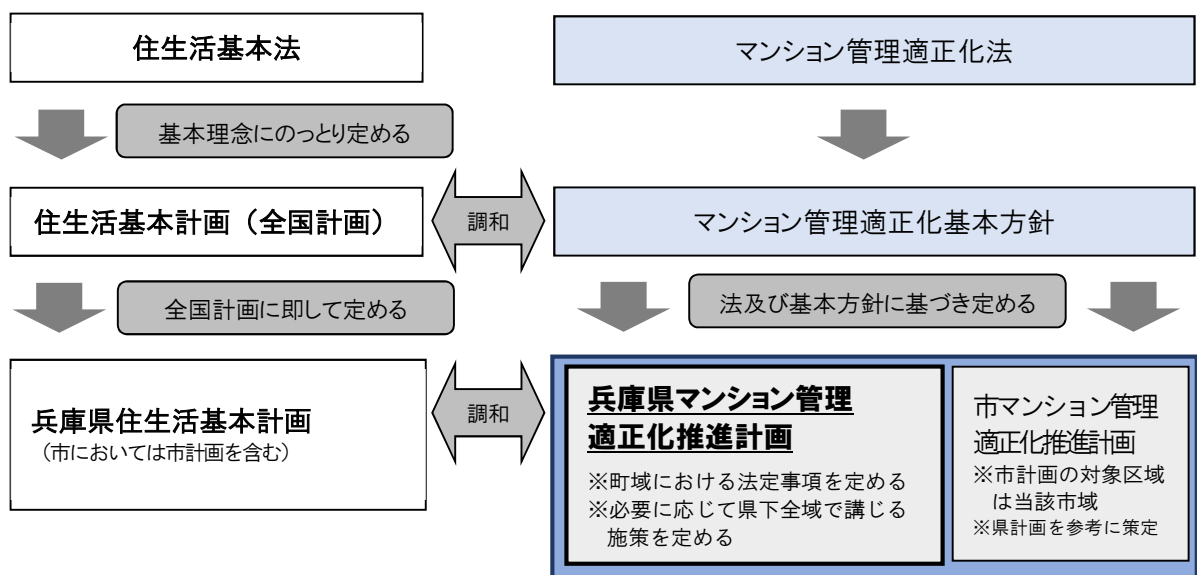 住生活基本法
マンション管理適正化法
基本理念にのっとり定める
住生活基本計画（全国計画）
調和
マンション管理適正化基本方針
全国計画に即して定める
法及び基本方針に基づき定める
兵庫県住生活基本計画
（市においては市計画を含む）
調和
兵庫県マンション管理
適正化推進計画
※町域における法定事項を定める
※必要に応じて県下全域で講じる
施策を定める
市マンション管理
適正化推進計画
※市計画の対象区域
は当該市域
※県計画を参考に策定